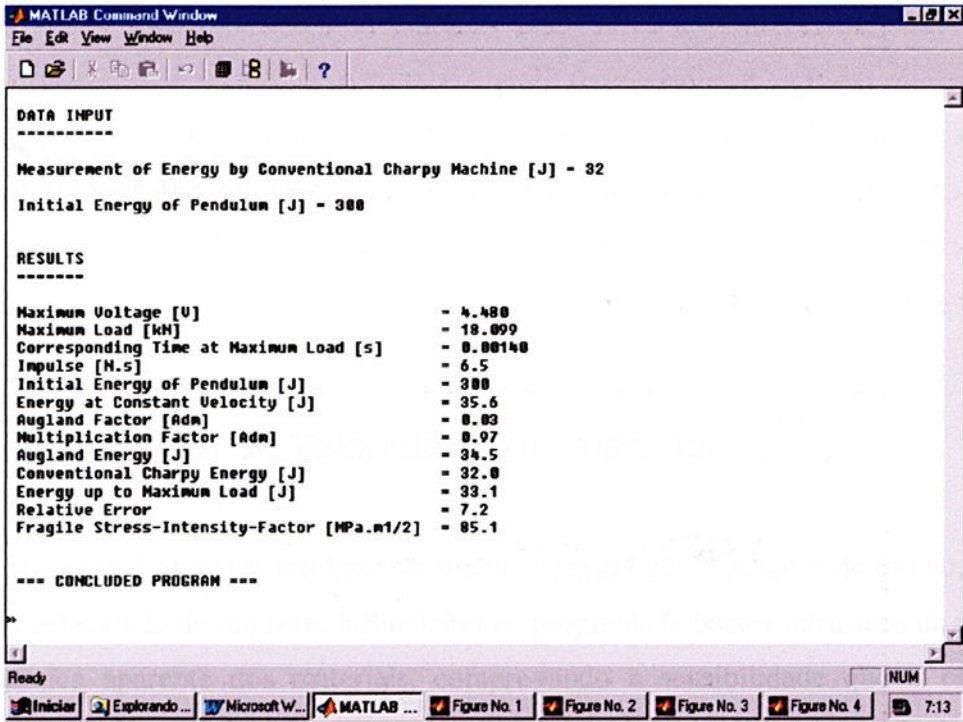 MATLAB Command Window
File Edit View Window Help
DATA INPUT
----------
Measurement of Energy by Conventional Charpy Machine [J] = 32
Initial Energy of Pendulum [J] = 300
RESULTS
-------
Maximum Voltage [V] = 4.480
Maximum Load [kN] = 18.099
Corresponding Time at Maximum Load [s] = 0.00140
Impulse [N.s] = 6.5
Initial Energy of Pendulum [J] = 300
Energy at Constant Velocity [J] = 35.6
Augland Factor [Adm] = 0.03
Multiplication Factor [Adm] = 0.97
Augland Energy [J] = 34.5
Conventional Charpy Energy [J] = 32.0
Energy up to Maximum Load [J] = 33.1
Relative Error = 7.2
Fragile Stress-Intensity-Factor [MPa.m1/2] = 85.1
=== CONCLUDED PROGRAM ===
»
Ready NUM
Iniciar Explorando ... Microsoft W... MATLAB ... Figure No. 1 Figure No. 2 Figure No. 3 Figure No. 4 7:13